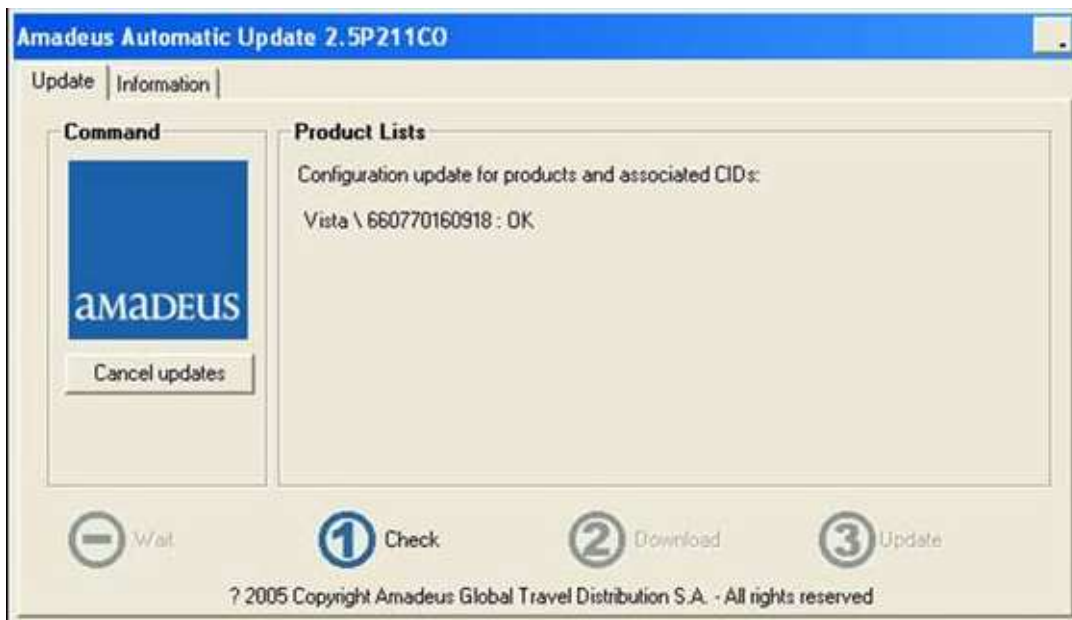 Amadeus Automatic Update 2.5P211CO
Update
Information
Command
Product Lists
Configuration update for products and associated CIDs:
Vista \ 660770160918 : OK
amadeus
Cancel updates
Wait
1 Check
2 Download
3 Update
? 2005 Copyright Amadeus Global Travel Distribution S.A. - All rights reserved